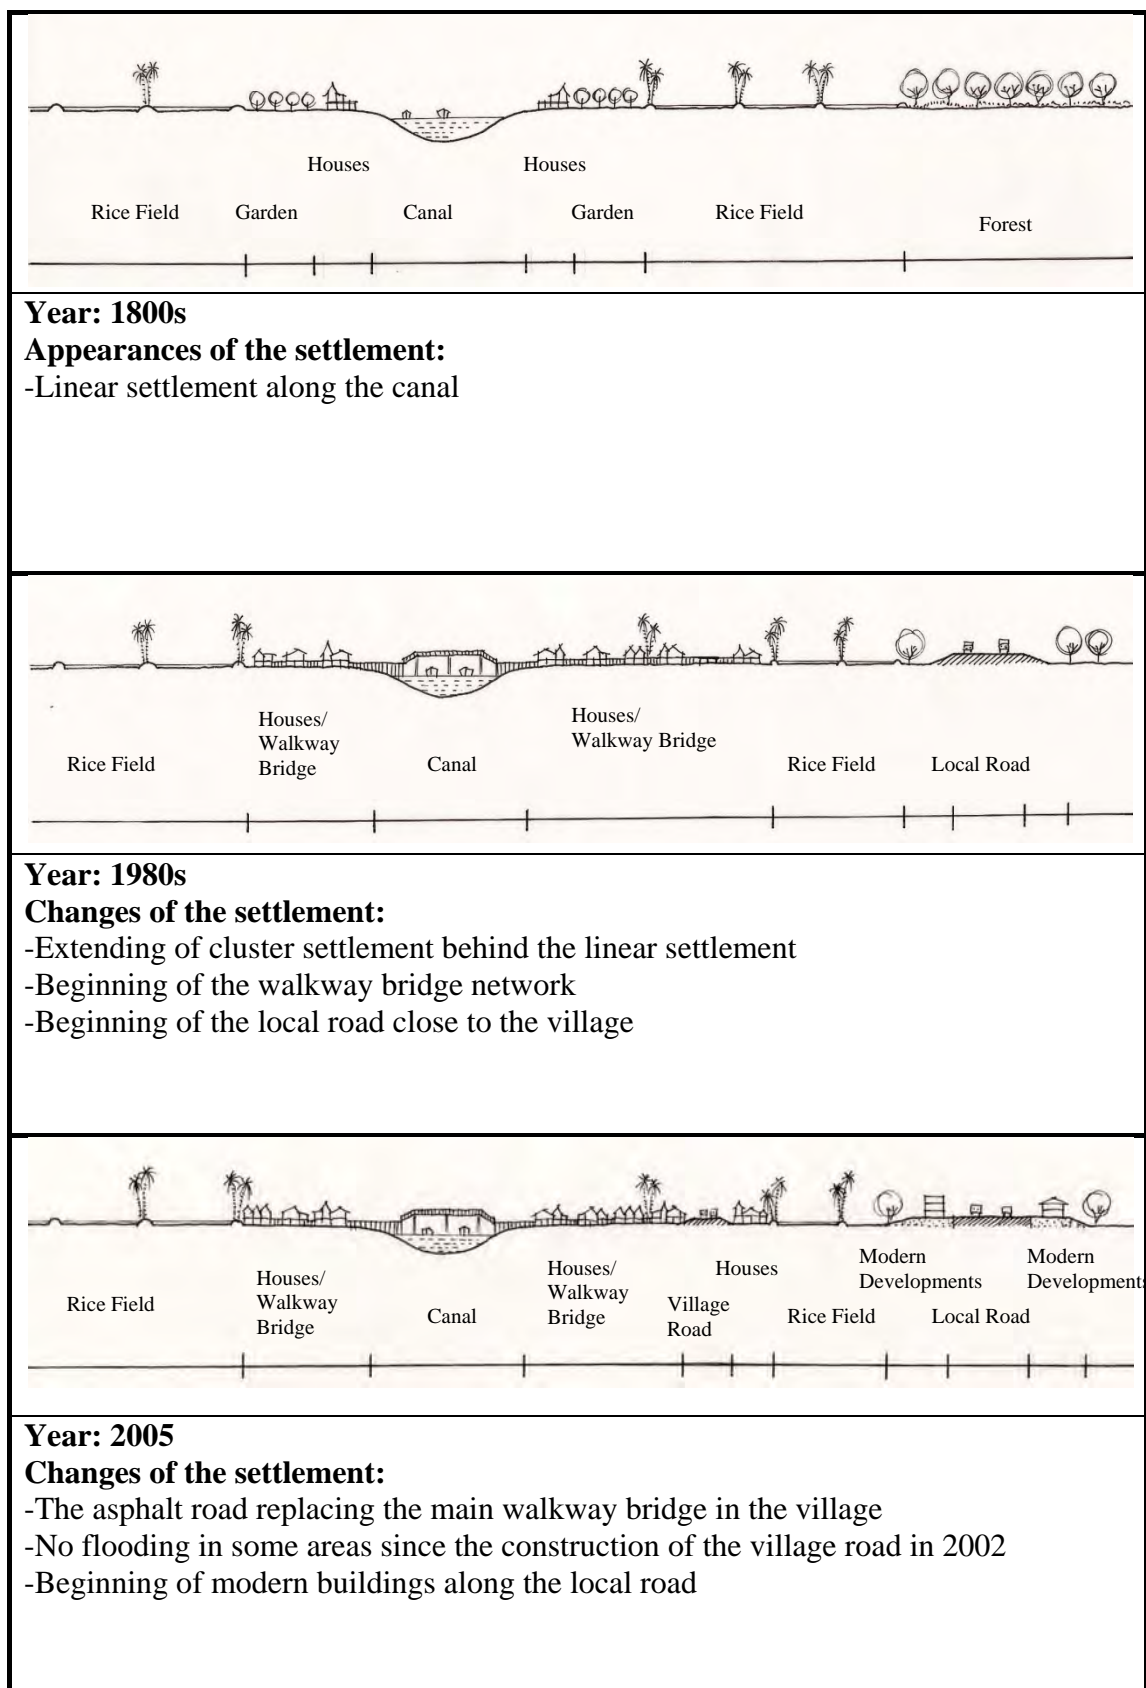 Houses Houses
Rice Field Garden Canal Garden Rice Field Forest
Year: 1800s
Appearances of the settlement:
-Linear settlement along the canal
Houses/
Walkway
Bridge
Houses/
Walkway Bridge
Rice Field Canal Rice Field Local Road
Year: 1980s
Changes of the settlement:
-Extending of cluster settlement behind the linear settlement
-Beginning of the walkway bridge network
-Beginning of the local road close to the village
Houses/
Walkway
Bridge
Houses/
Walkway
Bridge
Houses
Modern
Developments
Modern
Developments
Rice Field Canal
Village
Road
Rice Field Local Road
Year: 2005
Changes of the settlement:
-The asphalt road replacing the main walkway bridge in the village
-No flooding in some areas since the construction of the village road in 2002
-Beginning of modern buildings along the local road